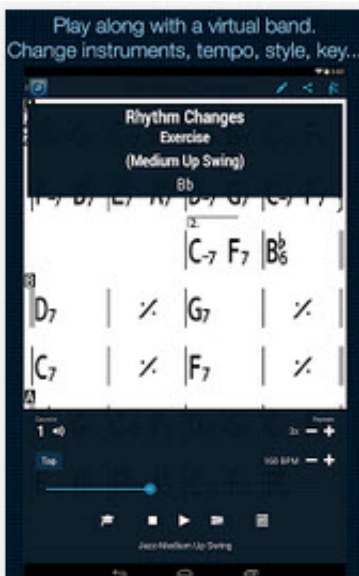 Play along with a virtual band.
Change instruments, tempo, style, key...
Rhythm Changes
Exercise
(Medium Up Swing)
Bb
2.
C-7 F7 B♭6
B
D7 ٪ G7 ٪
C7 ٪ F7 ٪
A
1
3x
Tap
160 BPM
Jazz-Medium Up Swing